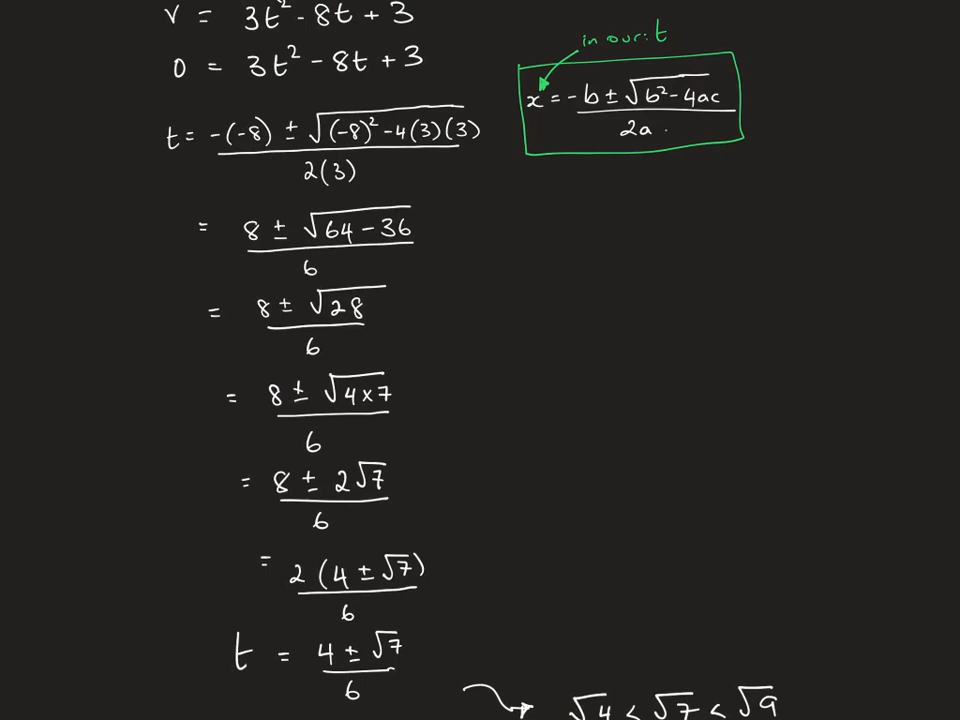 v = 3t² - 8t + 3
0 = 3t² - 8t + 3
in our: t
x = -b ± √(b² - 4ac) / 2a
t = -(-8) ± √((-8)² - 4(3)(3)) / 2(3)
= 8 ± √(64 - 36) / 6
= 8 ± √28 / 6
= 8 ± √(4×7) / 6
= 8 ± 2√7 / 6
= 2(4 ± √7) / 6
t = 4 ± √7 / 6
√4 < √7 < √9